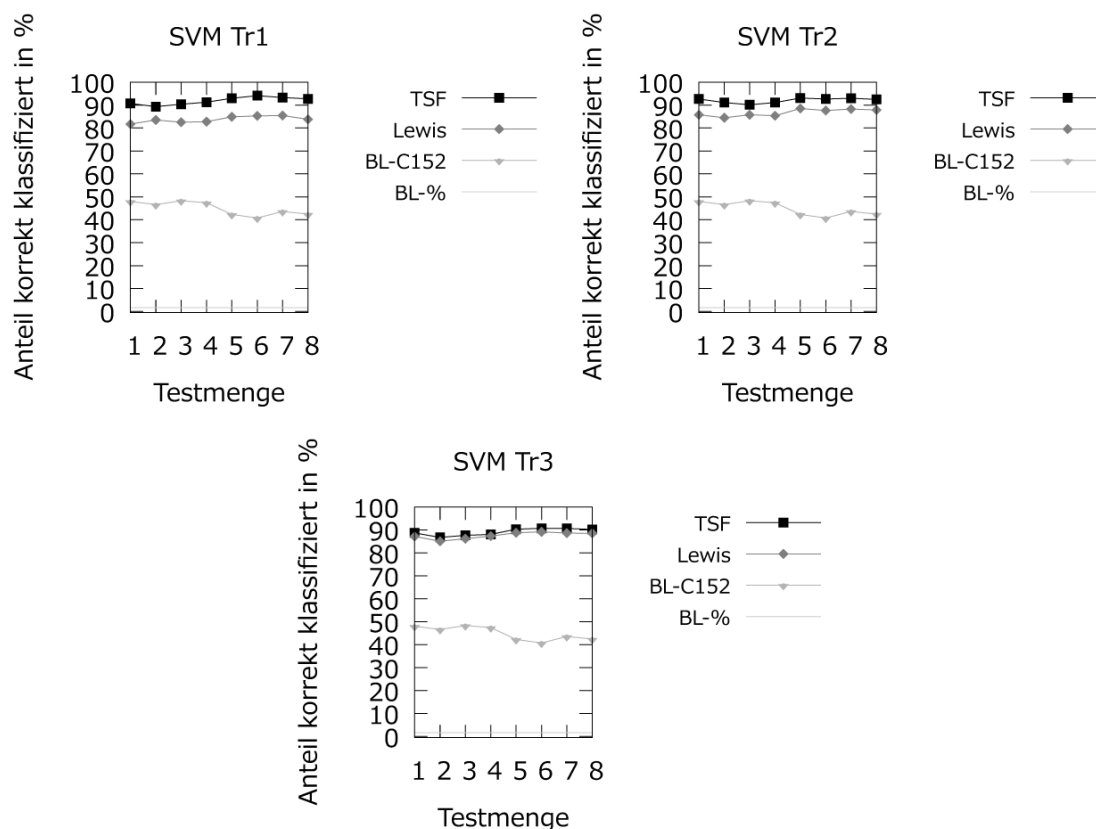 SVM Tr1
Anteil korrekt klassifiziert in %
100
90
80
70
60
50
40
30
20
10
0
1 2 3 4 5 6 7 8
Testmenge
TSF
Lewis
BL-C152
BL-%
SVM Tr2
Anteil korrekt klassifiziert in %
100
90
80
70
60
50
40
30
20
10
0
1 2 3 4 5 6 7 8
Testmenge
TSF
Lewis
BL-C152
BL-%
SVM Tr3
Anteil korrekt klassifiziert in %
100
90
80
70
60
50
40
30
20
10
0
1 2 3 4 5 6 7 8
Testmenge
TSF
Lewis
BL-C152
BL-%